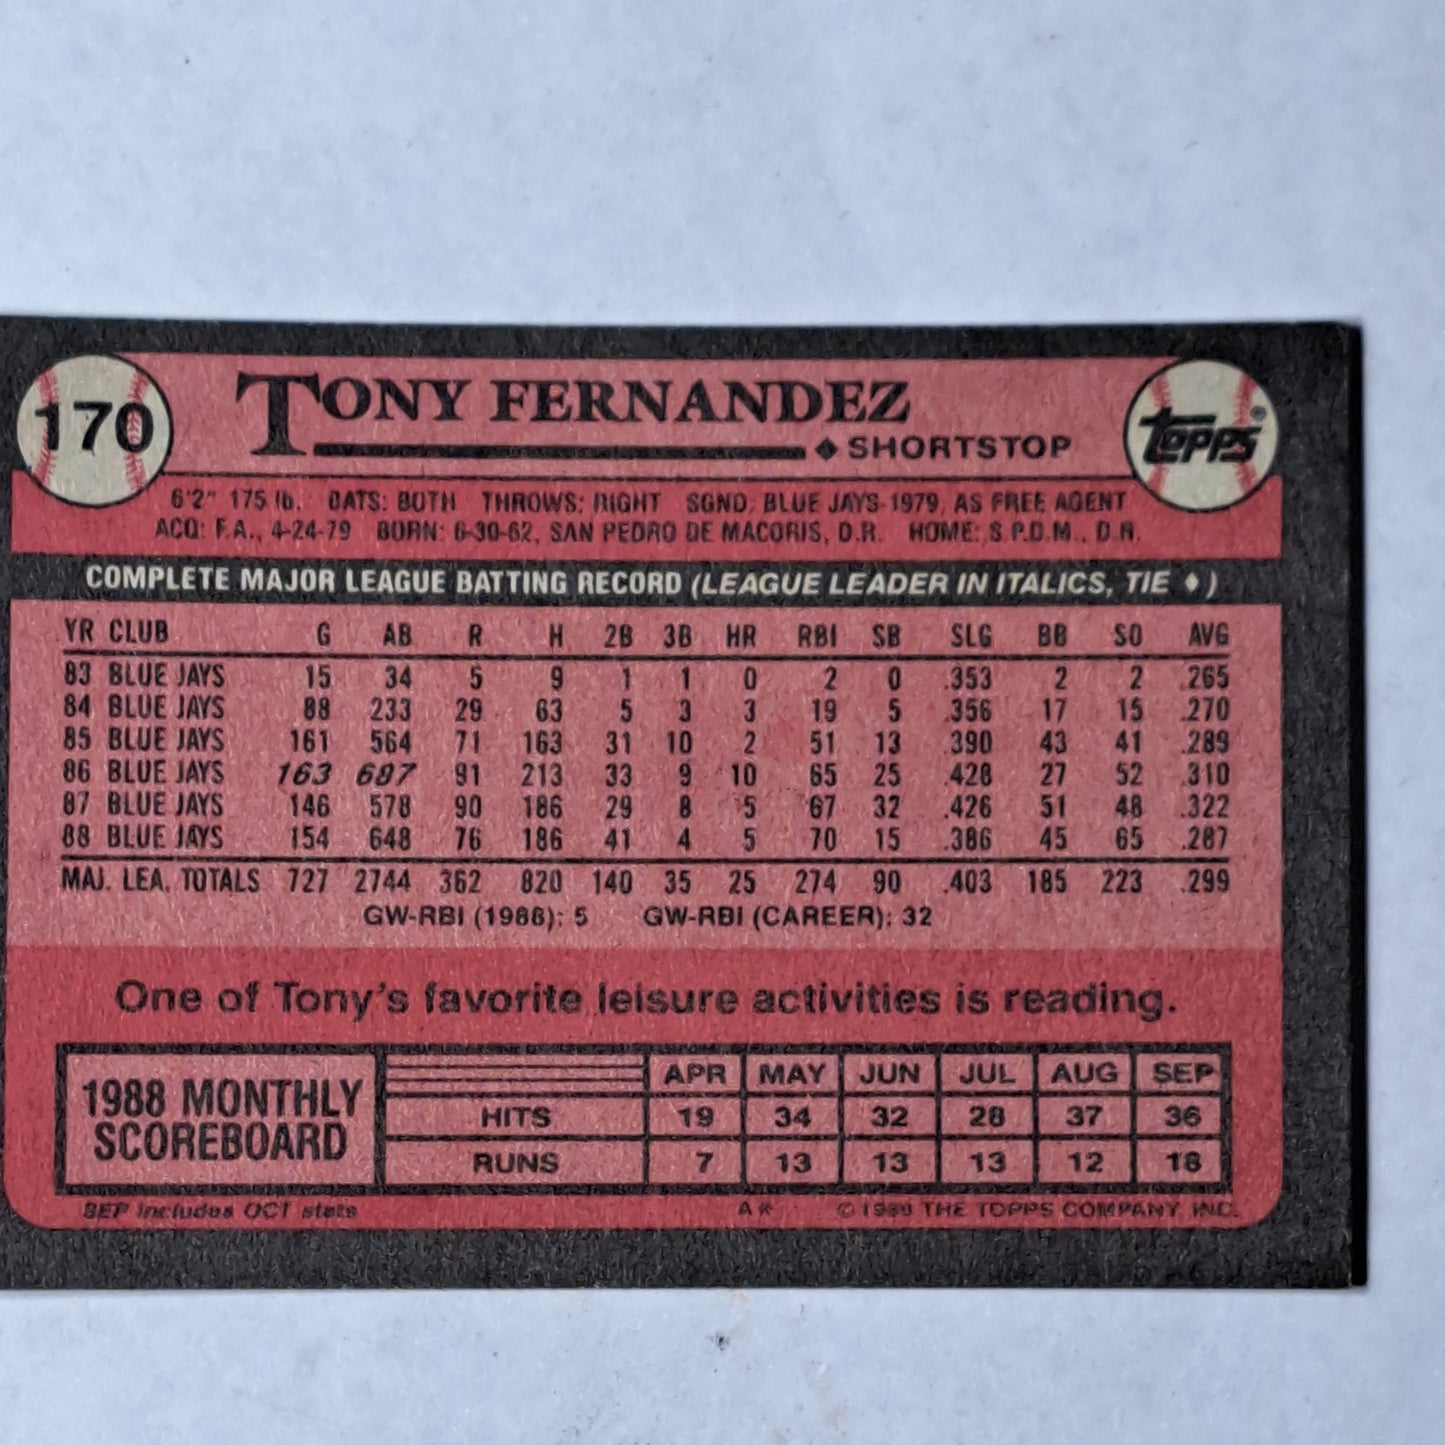 170
TONY FERNANDEZ
♦ SHORTSTOP
topps®
6'2" 175 lb. BATS: BOTH THROWS: RIGHT SGND: BLUE JAYS-1979, AS FREE AGENT
ACQ: F.A., 4-24-79 BORN: 6-30-62, SAN PEDRO DE MACORIS, D.R. HOME: S.P.D.M., D.R.
COMPLETE MAJOR LEAGUE BATTING RECORD (LEAGUE LEADER IN ITALICS, TIE ♦)
YR CLUB G AB R H 2B 3B HR RBI SB SLG BB SO AVG
83 BLUE JAYS 15 34 5 9 1 1 0 2 0 .353 2 2 .265
84 BLUE JAYS 88 233 29 63 5 3 3 19 5 .356 17 15 .270
85 BLUE JAYS 161 564 71 163 31 10 2 51 13 .390 43 41 .289
86 BLUE JAYS 163 687 91 213 33 9 10 65 25 .428 27 52 .310
87 BLUE JAYS 146 578 90 186 29 8 5 67 32 .426 51 48 .322
88 BLUE JAYS 154 648 76 186 41 4 5 70 15 .386 45 65 .287
MAJ. LEA. TOTALS 727 2744 362 820 140 35 25 274 90 .403 185 223 .299
GW-RBI (1988): 5 GW-RBI (CAREER): 32
One of Tony's favorite leisure activities is reading.
1988 MONTHLY
SCOREBOARD
APR MAY JUN JUL AUG SEP
HITS 19 34 32 28 37 36
RUNS 7 13 13 13 12 18
SEP includes OCT stats A* © 1989 THE TOPPS COMPANY, INC.